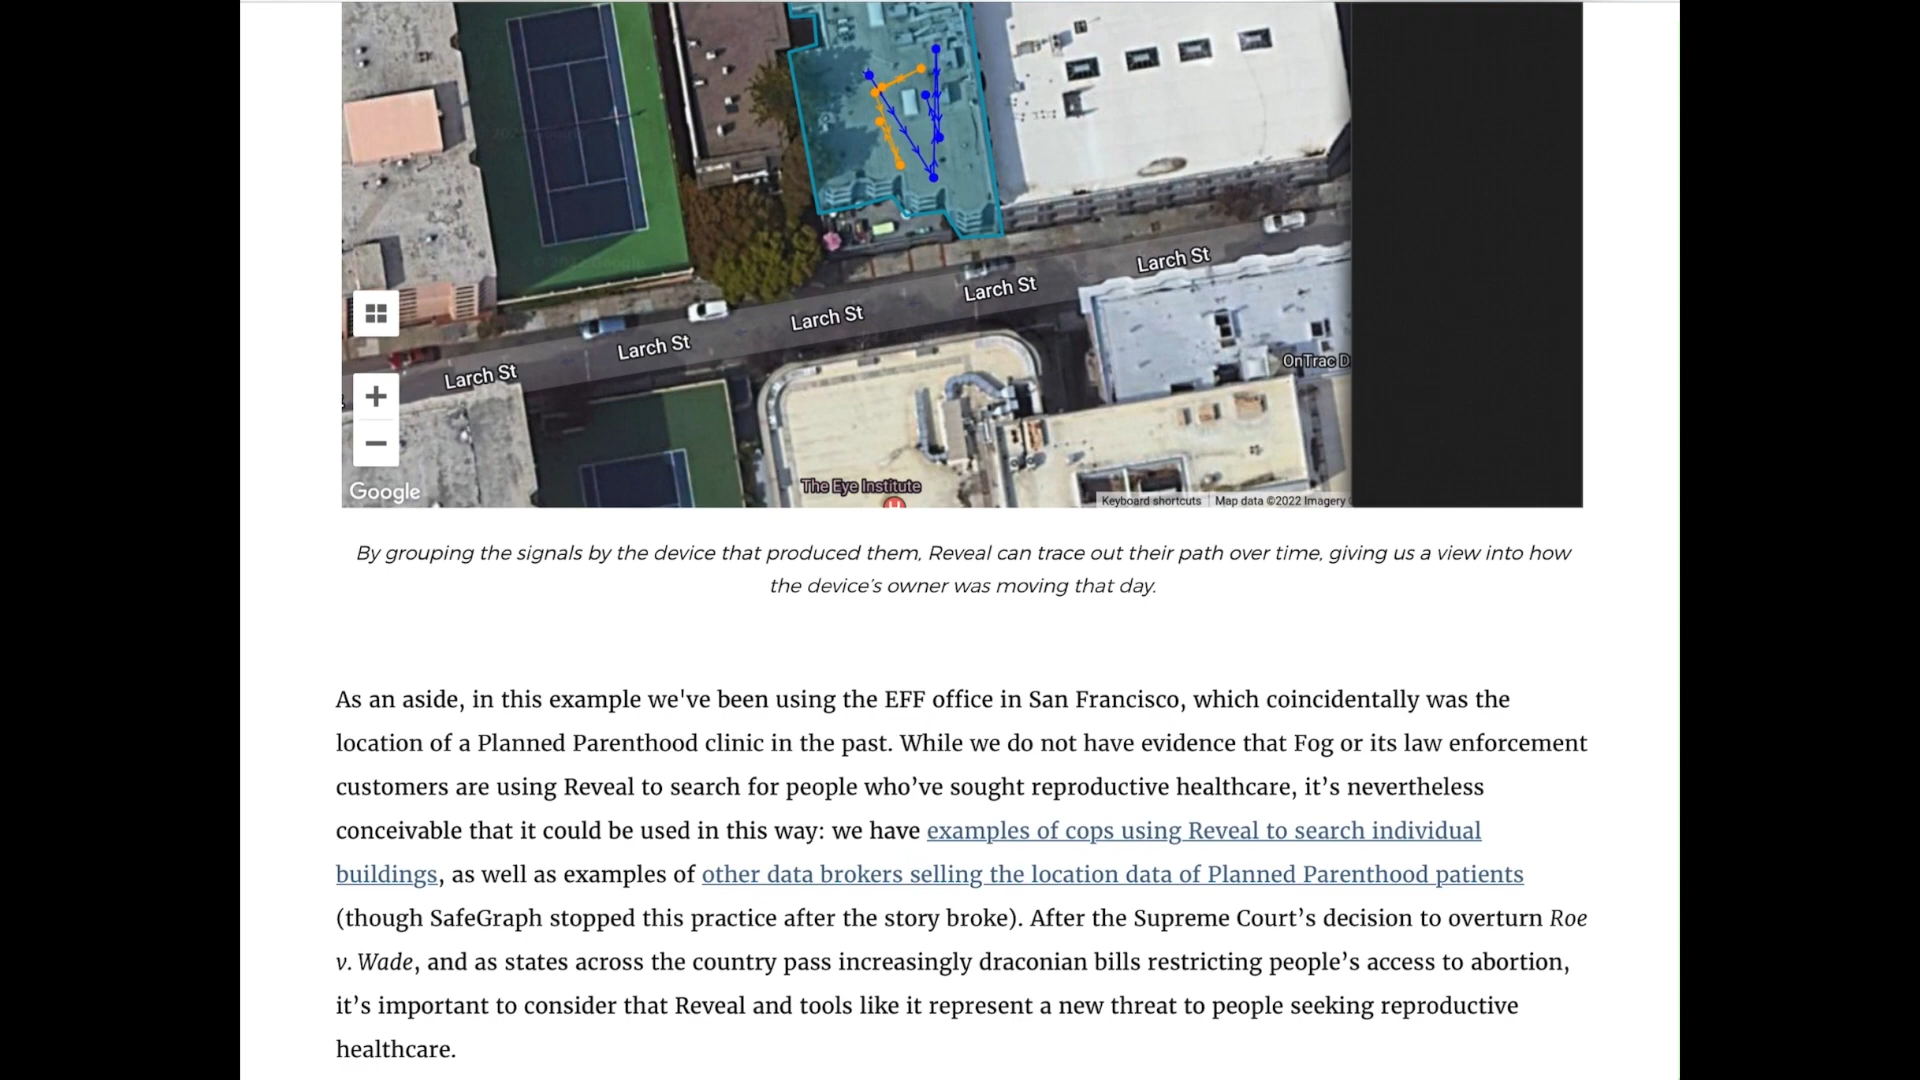 Larch St
Larch St
Larch St
Larch St
Larch St
OnTrac D
The Eye Institute
H
Google
Keyboard shortcuts
Map data ©2022 Imagery
By grouping the signals by the device that produced them, Reveal can trace out their path over time, giving us a view into how
the device's owner was moving that day.
As an aside, in this example we've been using the EFF office in San Francisco, which coincidentally was the
location of a Planned Parenthood clinic in the past. While we do not have evidence that Fog or its law enforcement
customers are using Reveal to search for people who've sought reproductive healthcare, it's nevertheless
conceivable that it could be used in this way: we have examples of cops using Reveal to search individual
buildings, as well as examples of other data brokers selling the location data of Planned Parenthood patients
(though SafeGraph stopped this practice after the story broke). After the Supreme Court's decision to overturn Roe
v. Wade, and as states across the country pass increasingly draconian bills restricting people's access to abortion,
it's important to consider that Reveal and tools like it represent a new threat to people seeking reproductive
healthcare.